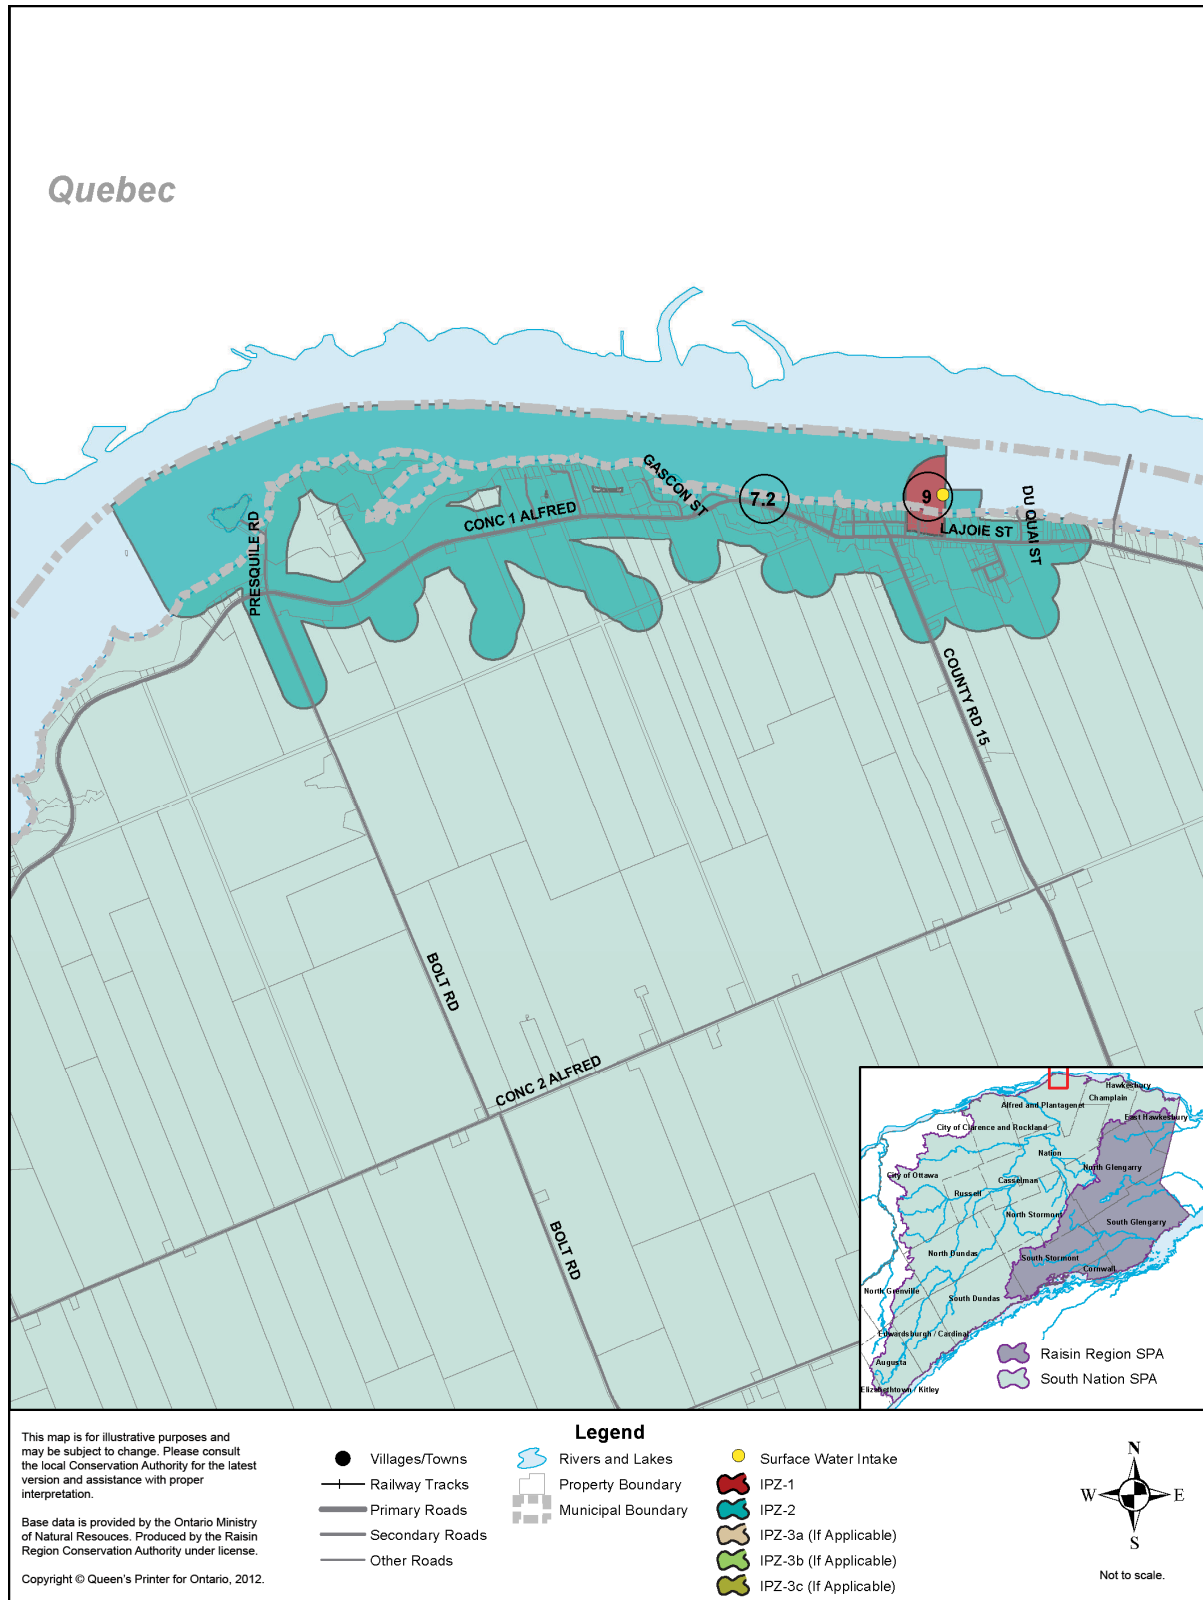 Quebec
GASCON ST
7.2
9
DU QUAI ST
CONC 1 ALFRED
LAJOIE ST
PRESQUILE RD
COUNTY RD 15
BOLT RD
CONC 2 ALFRED
BOLT RD
Hawkesbury
Champlain
Alfred and Plantagenet
East Hawkesbury
City of Clarence and Rockland
Nation
North Glengarry
City of Ottawa
Casselman
Russell
North Stormont
South Glengarry
North Dundas
South Stormont
Cornwall
North Grenville
South Dundas
Edwardsburgh / Cardinal
Augusta
Elizabethtown / Kitley
Raisin Region SPA
South Nation SPA
This map is for illustrative purposes and
may be subject to change. Please consult
the local Conservation Authority for the latest
version and assistance with proper
interpretation.
Base data is provided by the Ontario Ministry
of Natural Resouces. Produced by the Raisin
Region Conservation Authority under license.
Copyright © Queen's Printer for Ontario, 2012.
Legend
Villages/Towns
Railway Tracks
Primary Roads
Secondary Roads
Other Roads
Rivers and Lakes
Property Boundary
Municipal Boundary
Surface Water Intake
IPZ-1
IPZ-2
IPZ-3a (If Applicable)
IPZ-3b (If Applicable)
IPZ-3c (If Applicable)
N
W
E
S
Not to scale.